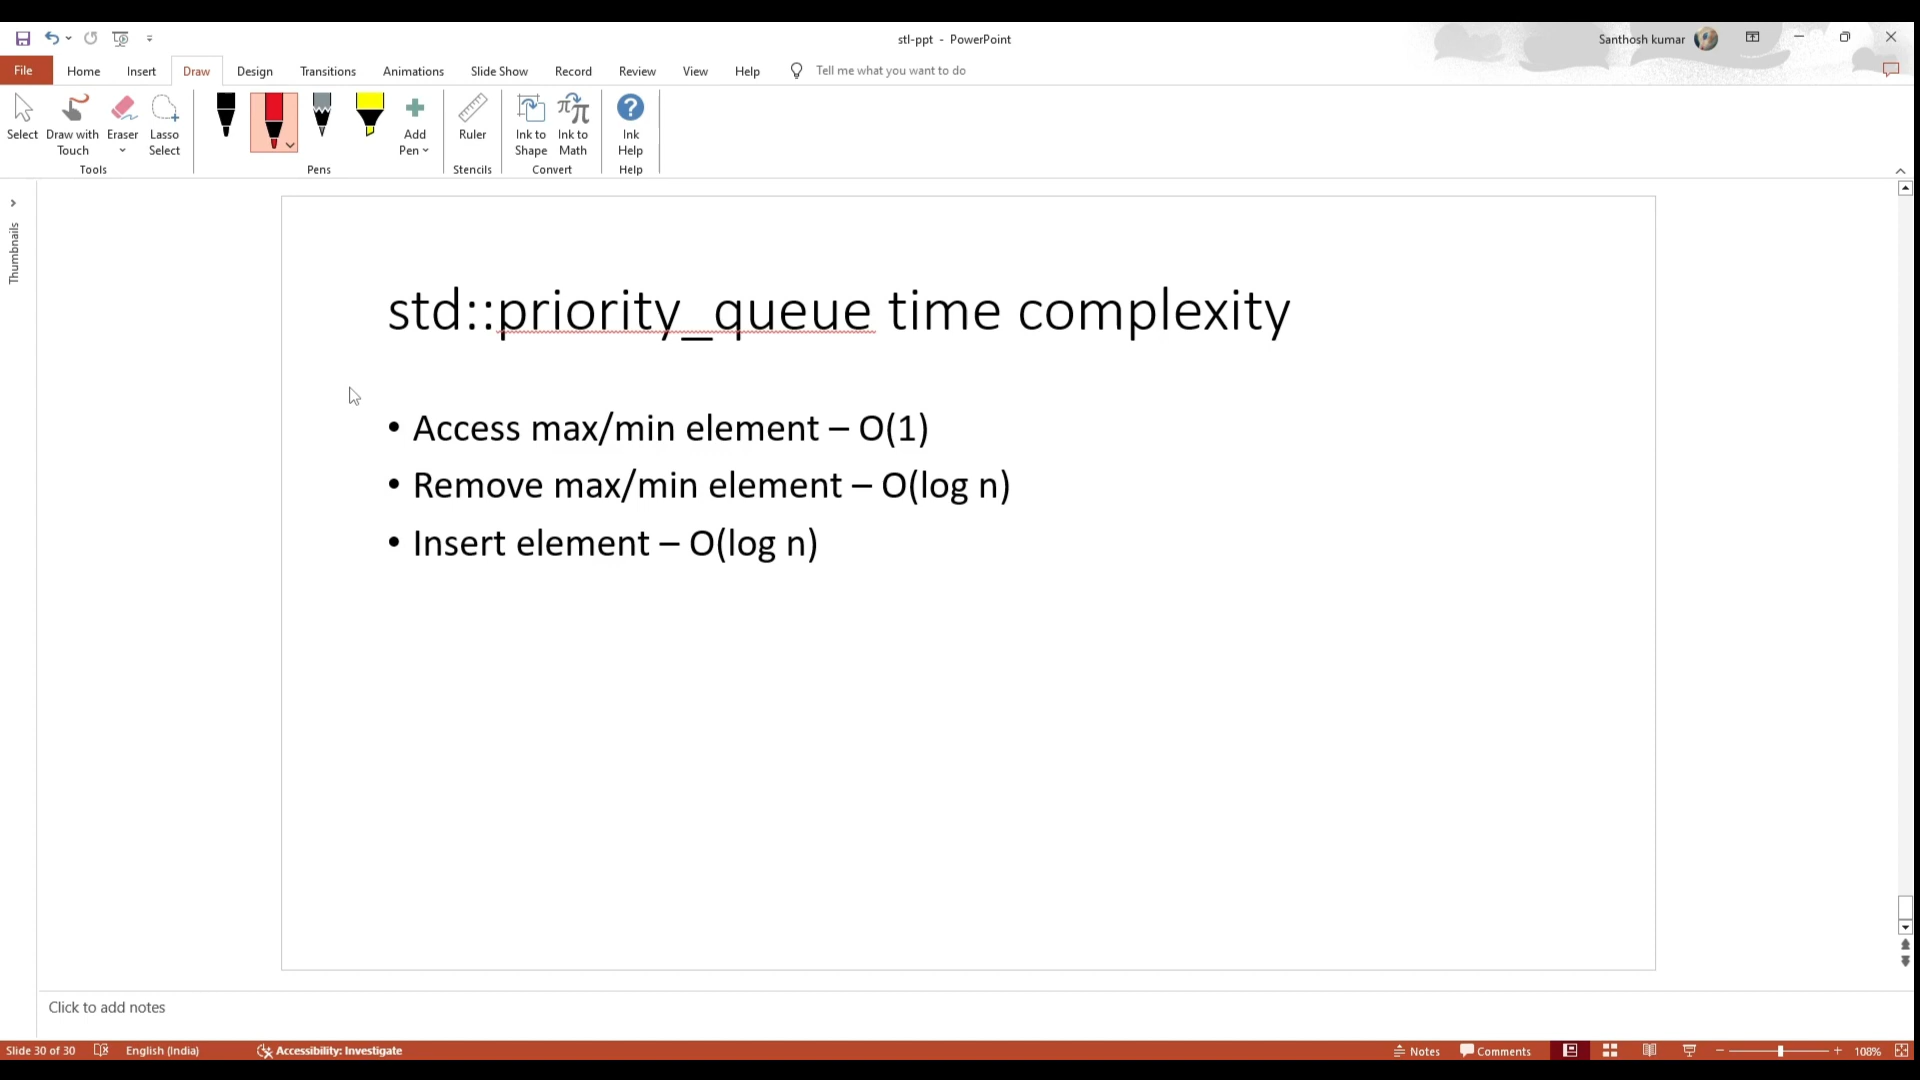 stl-ppt - PowerPoint
Santhosh kumar
File Home Insert Draw Design Transitions Animations Slide Show Record Review View Help Tell me what you want to do
Select Draw with Touch Eraser Lasso Select
Add Pen
Ruler
Ink to Shape Ink to Math
Ink Help
Tools Pens Stencils Convert Help
Thumbnails
std::priority_queue time complexity
• Access max/min element – O(1)
• Remove max/min element – O(log n)
• Insert element – O(log n)
Click to add notes
Slide 30 of 30 English (India) Accessibility: Investigate Notes Comments 108%